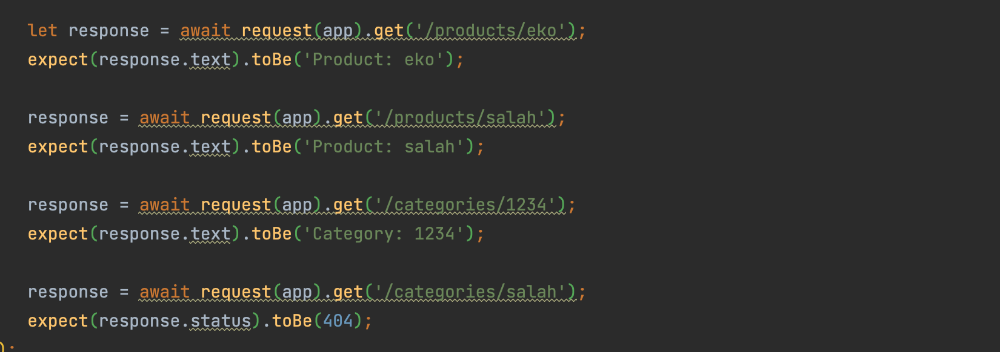 let response = await request(app).get('/products/eko');
expect(response.text).toBe('Product: eko');
response = await request(app).get('/products/salah');
expect(response.text).toBe('Product: salah');
response = await request(app).get('/categories/1234');
expect(response.text).toBe('Category: 1234');
response = await request(app).get('/categories/salah');
expect(response.status).toBe(404);
);